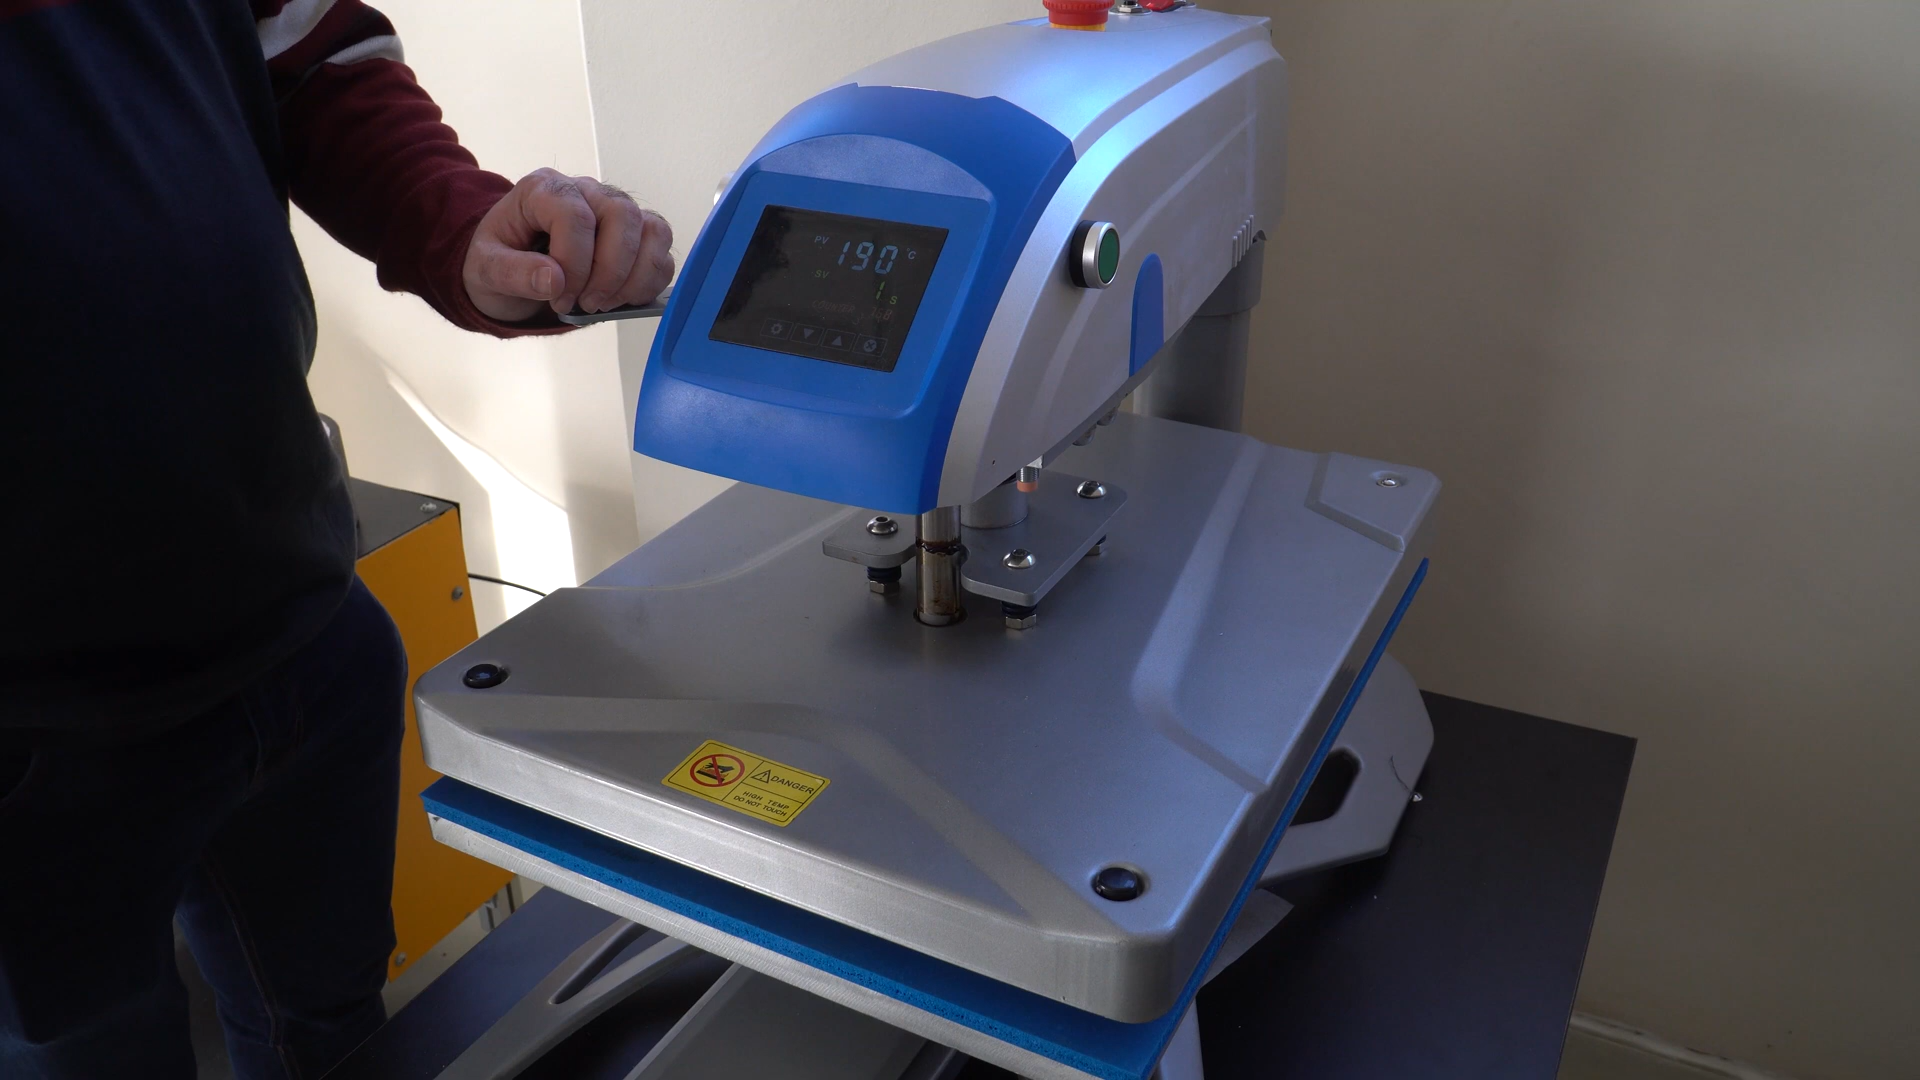 PV 190 °C
SV 1 s
DANGER
HIGH TEMP
DO NOT TOUCH